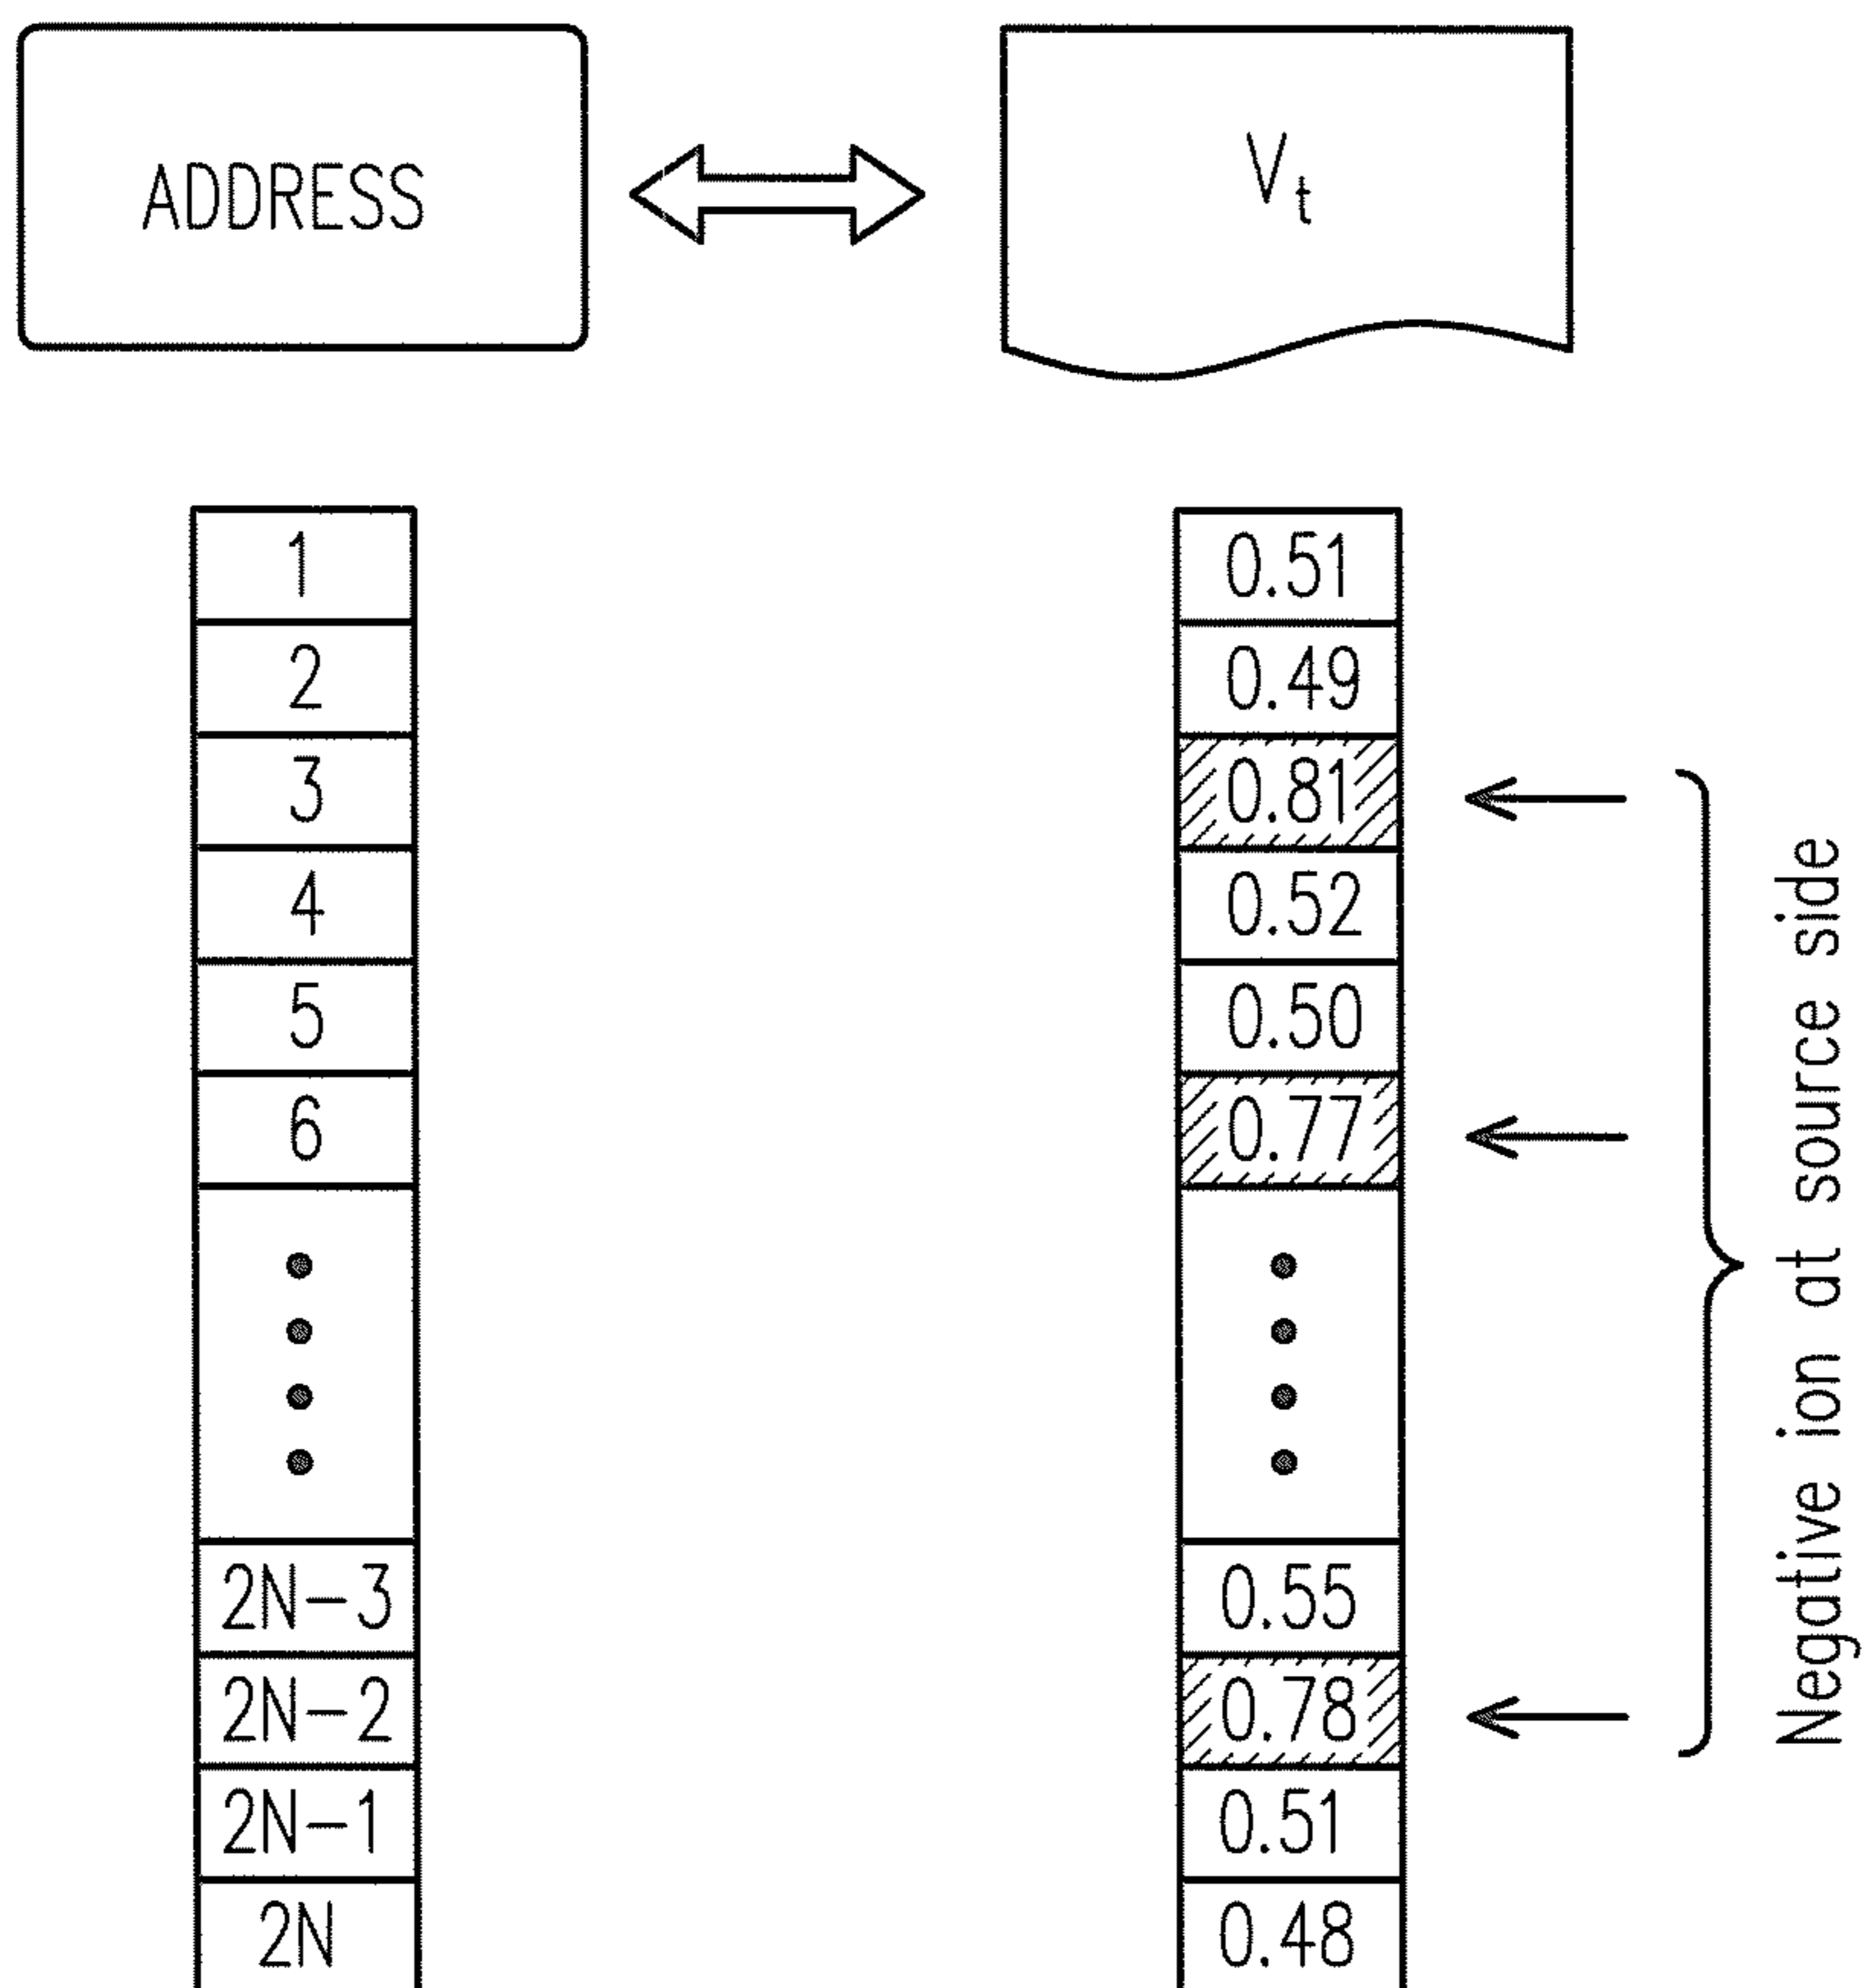 ADDRESS Vt
1 0.51
2 0.49
3 0.81
4 0.52
5 0.50
6 0.77
2N-3 0.55
2N-2 0.78
2N-1 0.51
2N 0.48
Negative ion at source side